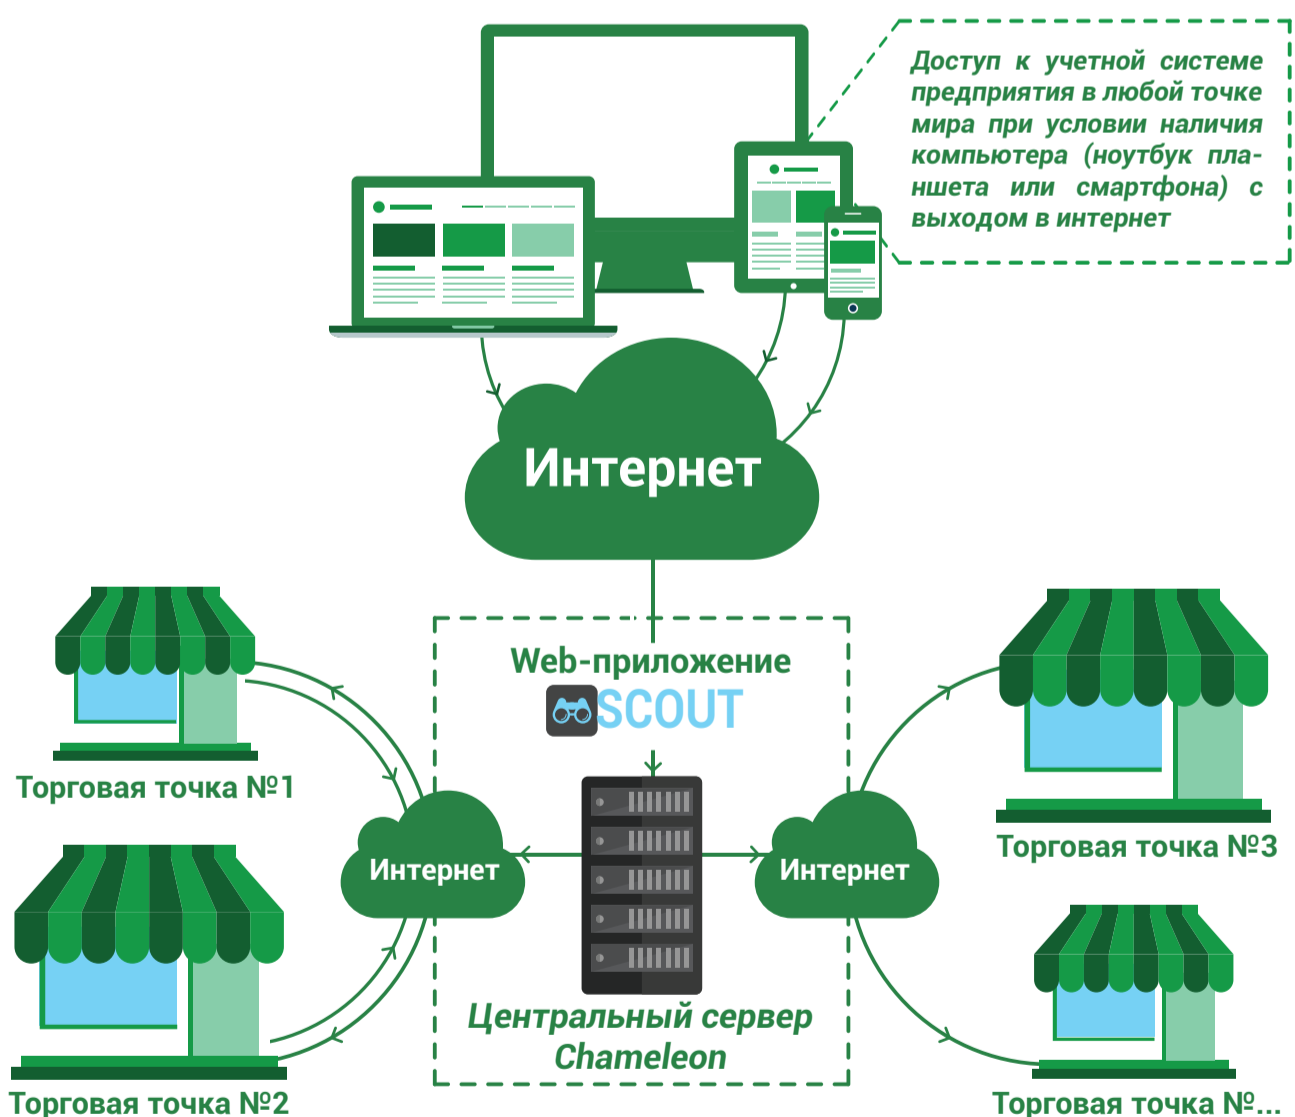 Доступ к учетной системе
предприятия в любой точке
мира при условии наличия
компьютера (ноутбук пла-
ншета или смартфона) с
выходом в интернет
Интернет
Web-приложение
SCOUT
Торговая точка №1
Интернет
Интернет
Торговая точка №3
Центральный сервер
Chameleon
Торговая точка №2
Торговая точка №...